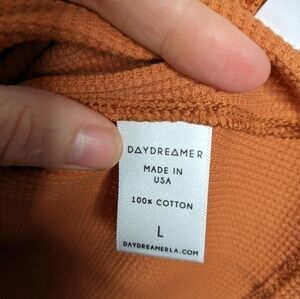 DAYDREAMER
MADE IN
USA
100% COTTON
L
DAYDREAMERLA.COM